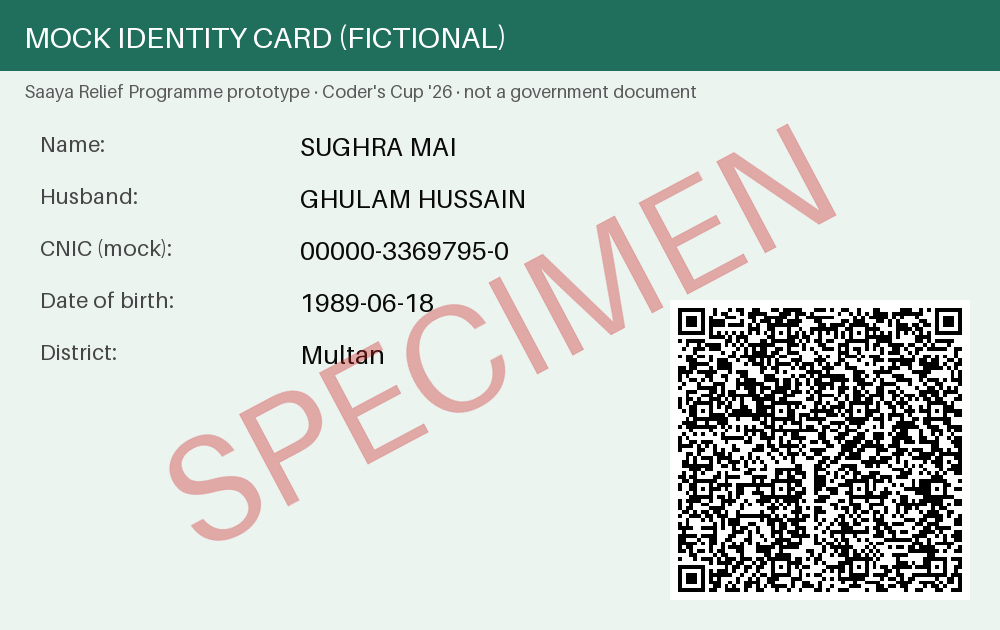 MOCK IDENTITY CARD (FICTIONAL)
Saaya Relief Programme prototype · Coder's Cup '26 · not a government document
Name: SUGHRA MAI
Husband: GHULAM HUSSAIN
CNIC (mock): 00000-3369795-0
Date of birth: 1989-06-18
District: Multan
SPECIMEN